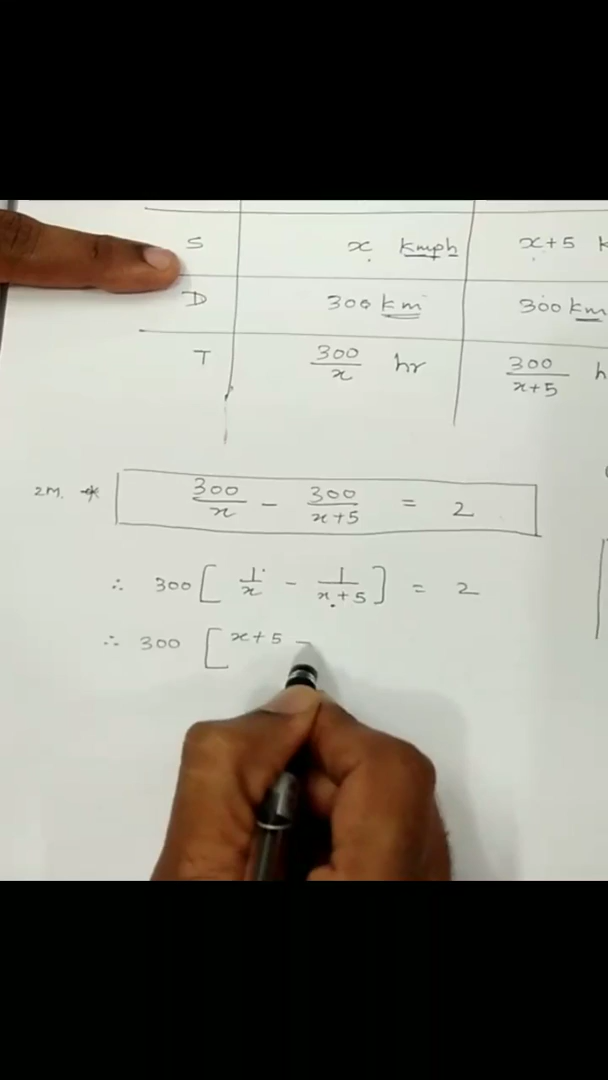 S x kmph x+5 k
D 300 km 300 km
T 300/x hr 300/x+5 h
2M. * 300/x - 300/x+5 = 2
∴ 300 [ 1/x - 1/x+5 ] = 2
∴ 300 [ x+5 -